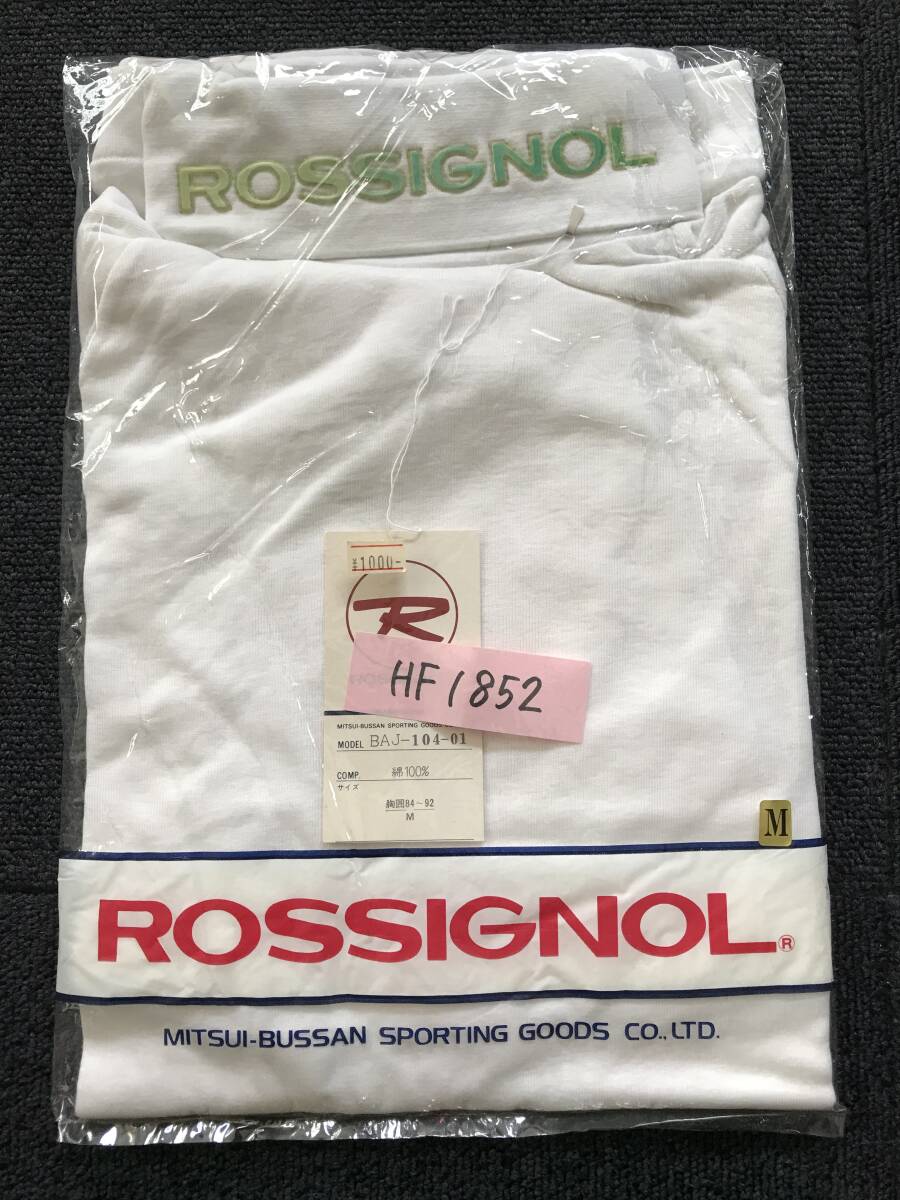 ROSSIGNOL
¥1000-
R
HF1852
MITSUI-BUSSAN SPORTING GOODS
MODEL BAJ-104-01
COMP. 綿100%
サイズ
胸囲84~92
M
M
ROSSIGNOL®
MITSUI-BUSSAN SPORTING GOODS CO.,LTD.